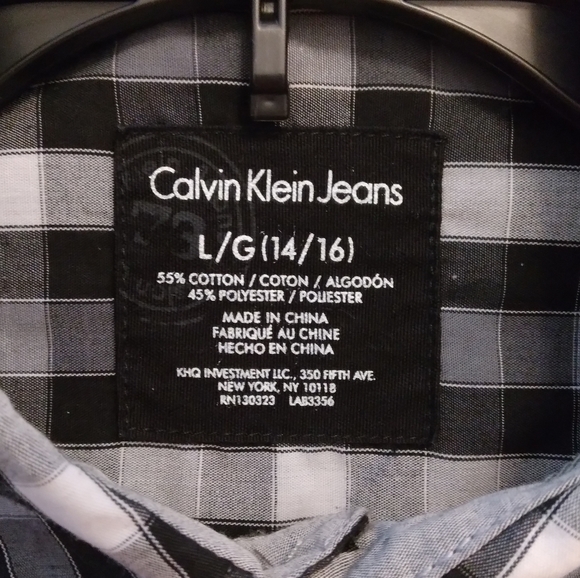 Calvin Klein Jeans
L/G (14/16)
55% COTTON / COTON / ALGODÓN
45% POLYESTER / POLIESTER
MADE IN CHINA
FABRIQUÉ AU CHINE
HECHO EN CHINA
KHQ INVESTMENT LLC., 350 FIFTH AVE.
NEW YORK, NY 10118
RN130323 LAB3356